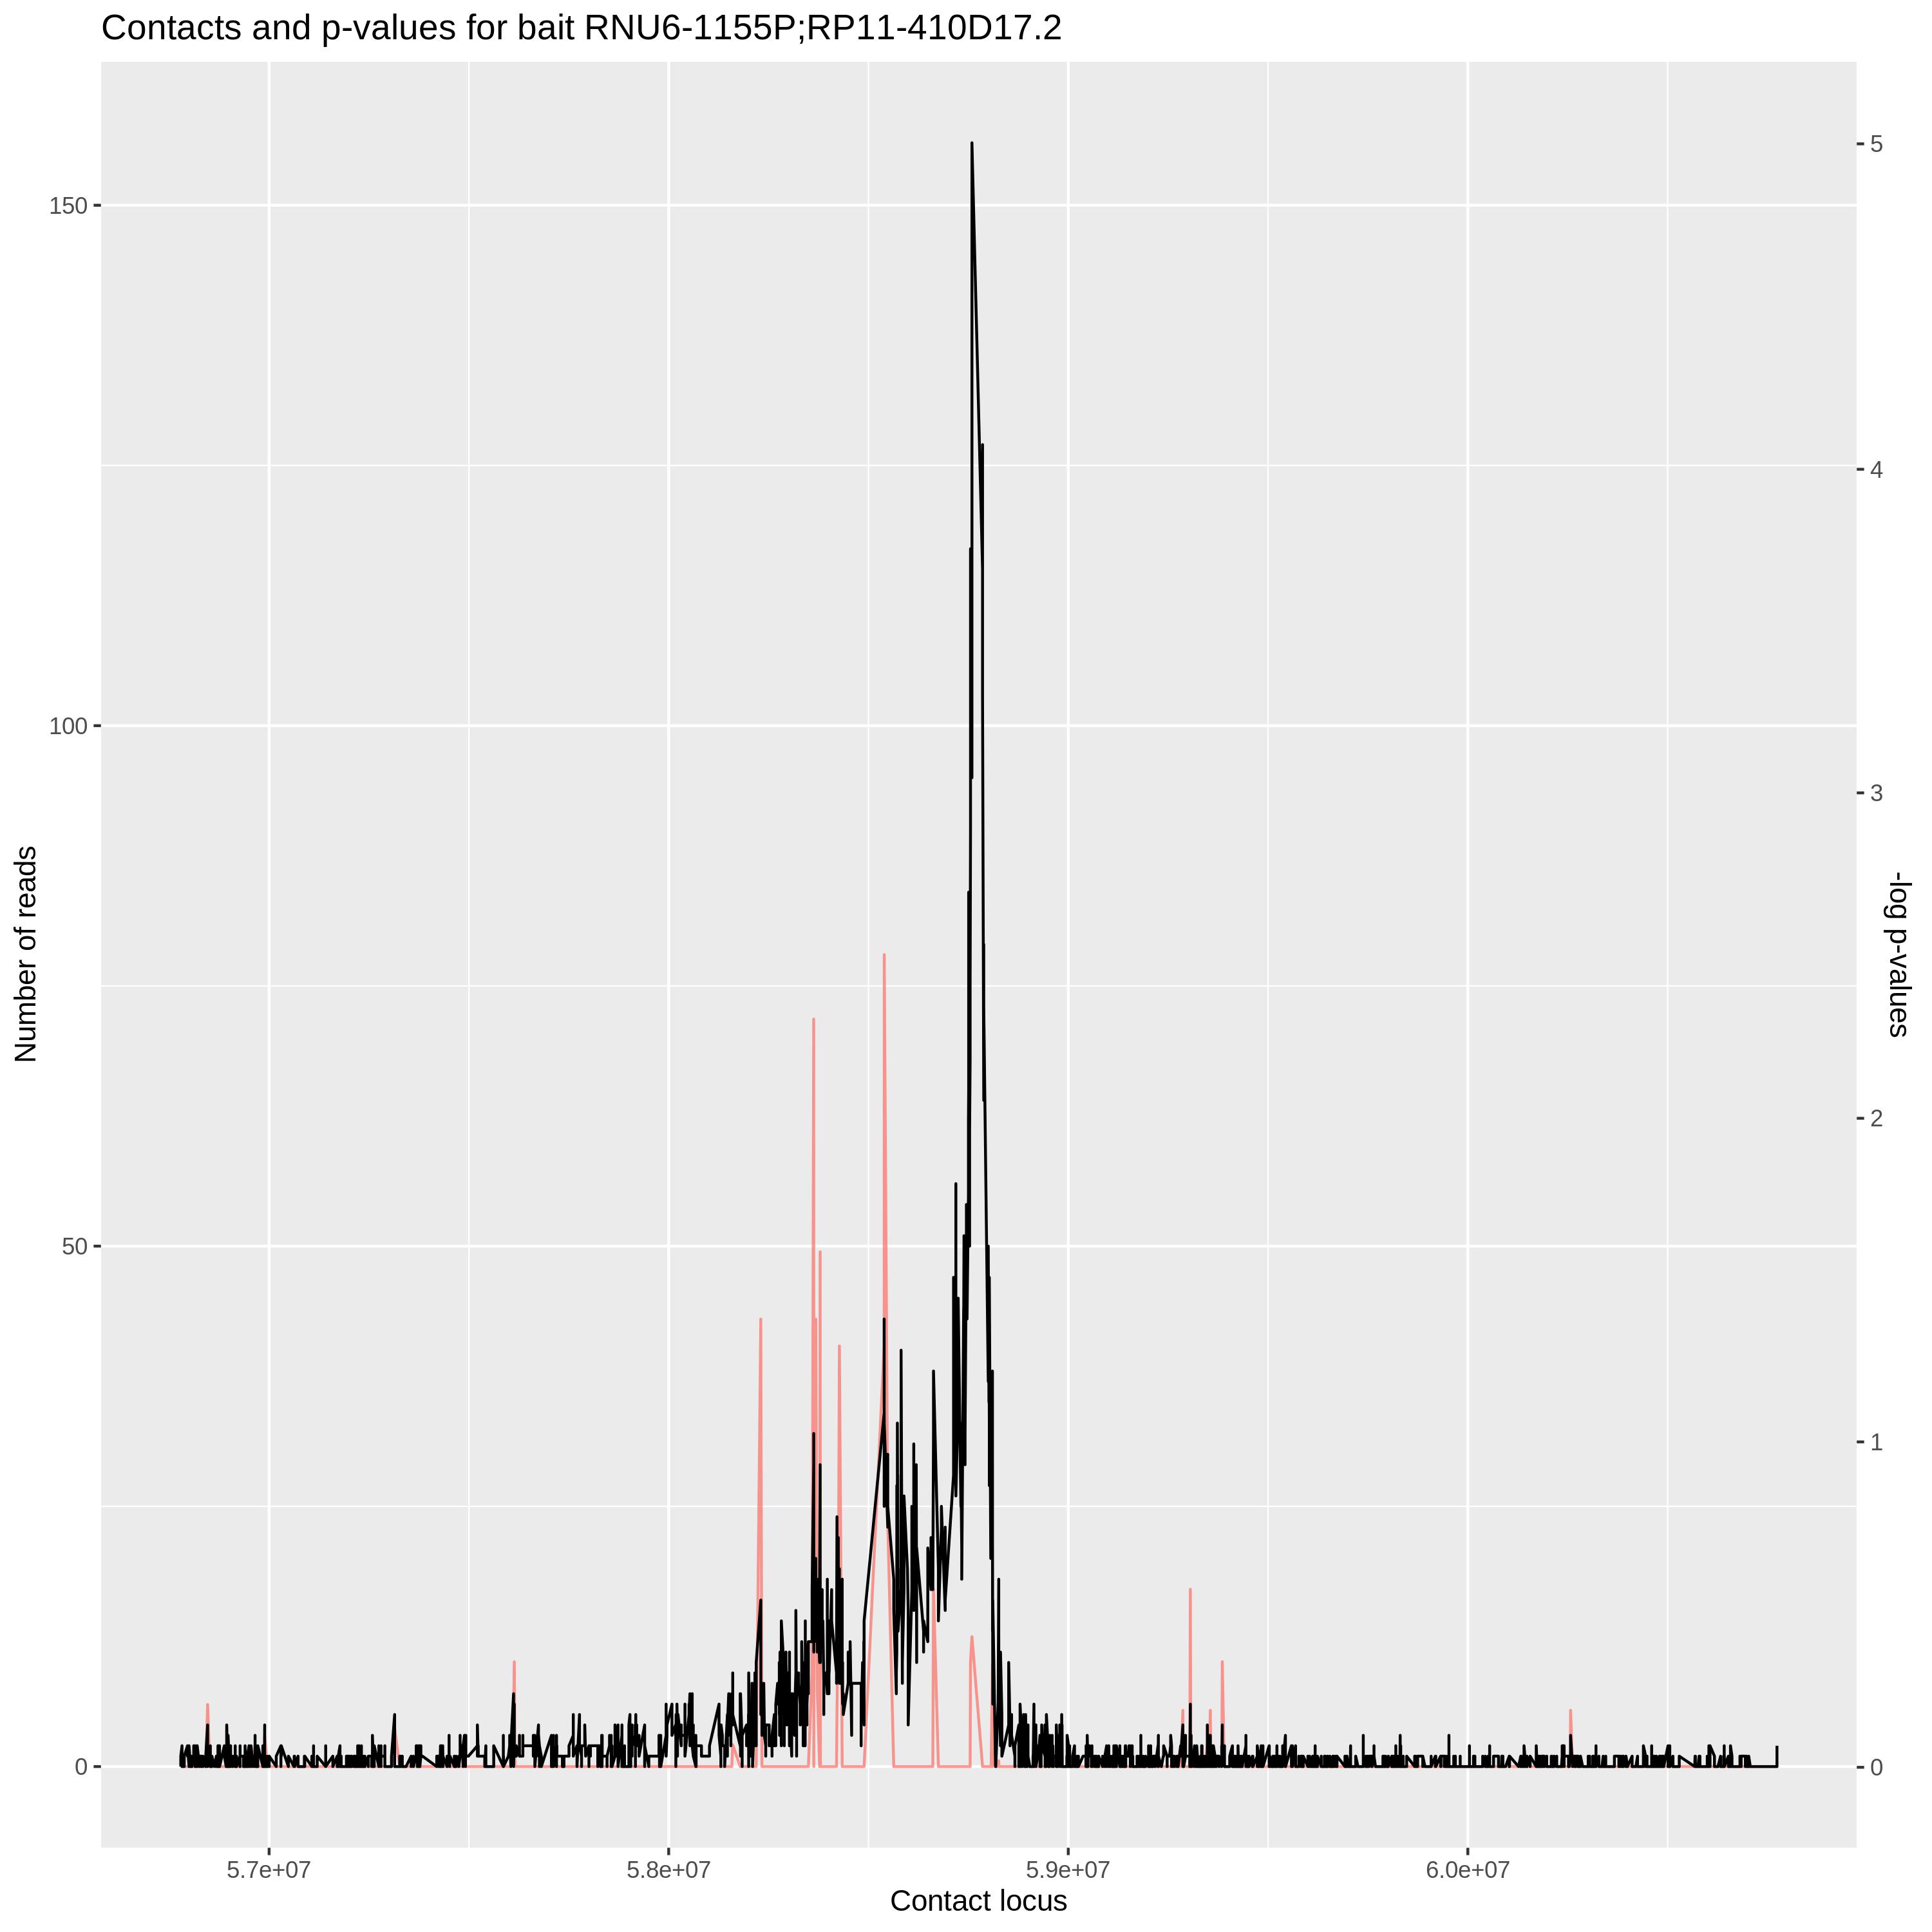 Contacts and p-values for bait RNU6-1155P;RP11-410D17.2
150
100
50
0
Number of reads
5
4
3
2
1
0
-log p-values
5.7e+07 5.8e+07 5.9e+07 6.0e+07
Contact locus